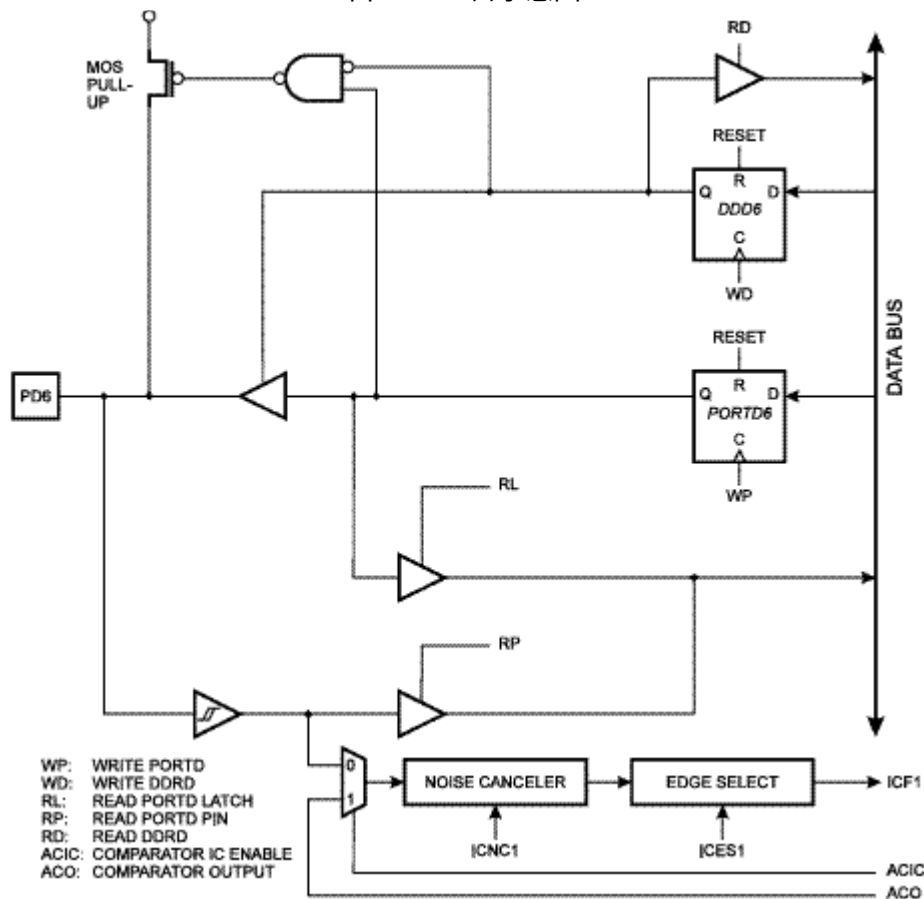 RD
MOS
PULL-
UP
RESET
R
Q
D
DDD6
C
WD
DATA BUS
RESET
PD6
R
Q
D
PORTD6
C
WP
RL
RP
WP: WRITE PORTD
WD: WRITE DDRD
RL: READ PORTD LATCH
RP: READ PORTD PIN
RD: READ DDRD
ACIC: COMPARATOR IC ENABLE
ACO: COMPARATOR OUTPUT
0
1
NOISE CANCELER
EDGE SELECT
ICF1
ICNC1
ICES1
ACIC
ACO